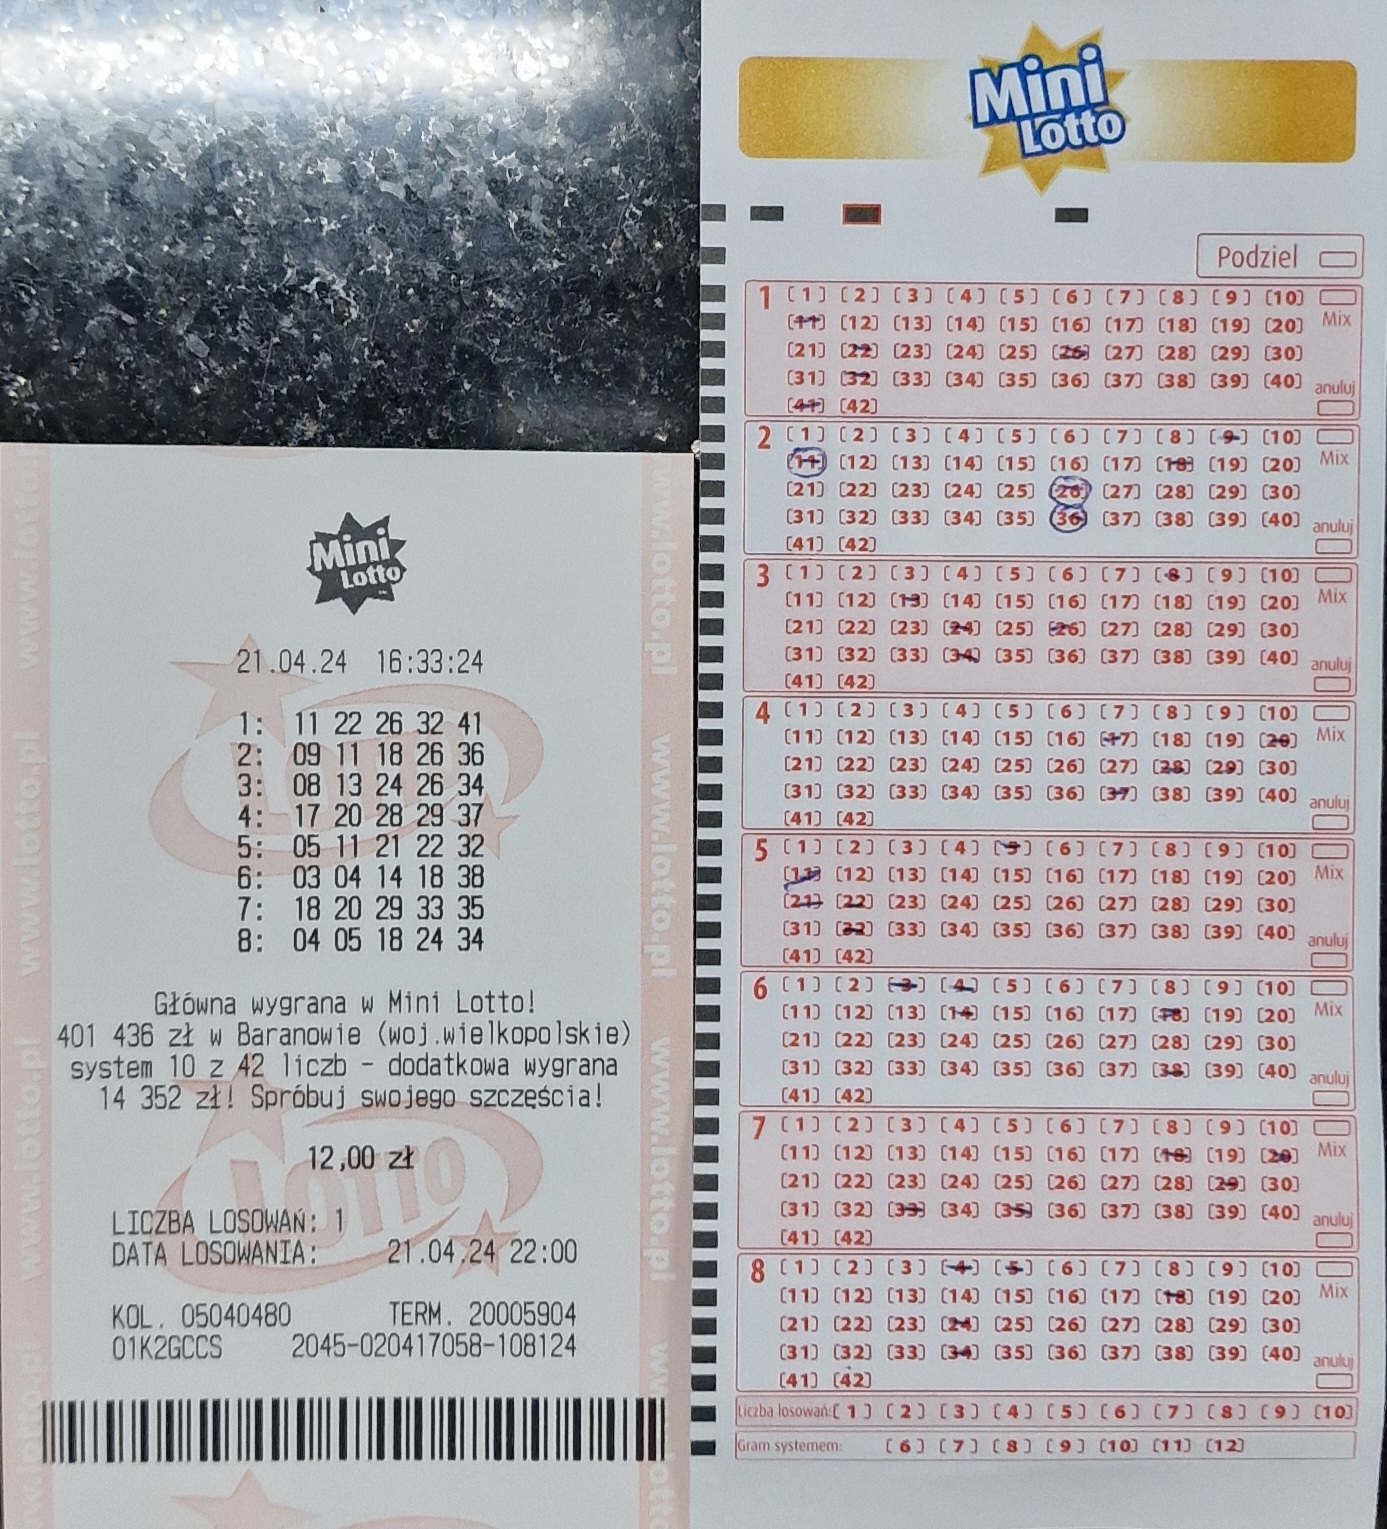 Mini
Lotto
21.04.24 16:33:24
1: 11 22 26 32 41
2: 09 11 18 26 36
3: 08 13 24 26 34
4: 17 20 28 29 37
5: 05 11 21 22 32
6: 03 04 14 18 38
7: 18 20 29 33 35
8: 04 05 18 24 34
Główna wygrana w Mini Lotto!
401 436 zł w Baranowie (woj.wielkopolskie)
system 10 z 42 liczb - dodatkowa wygrana
14 352 zł! Spróbuj swojego szczęścia!
12,00 zł
LICZBA LOSOWAŃ: 1
DATA LOSOWANIA: 21.04.24 22:00
KOL. 05040480 TERM. 20005904
01K2GCCS 2045-020417058-108124
www.lotto.pl
www.lotto.pl
www.lotto.pl
www.lotto.pl
LOTTO
LOTTO
Mini
Lotto
Podziel
1 [1] [2] [3] [4] [5] [6] [7] [8] [9] [10]
[11] [12] [13] [14] [15] [16] [17] [18] [19] [20] Mix
[21] [22] [23] [24] [25] [26] [27] [28] [29] [30]
[31] [32] [33] [34] [35] [36] [37] [38] [39] [40] anuluj
[41] [42]
2 [1] [2] [3] [4] [5] [6] [7] [8] [9] [10]
[11] [12] [13] [14] [15] [16] [17] [18] [19] [20] Mix
[21] [22] [23] [24] [25] [26] [27] [28] [29] [30]
[31] [32] [33] [34] [35] [36] [37] [38] [39] [40] anuluj
[41] [42]
3 [1] [2] [3] [4] [5] [6] [7] [8] [9] [10]
[11] [12] [13] [14] [15] [16] [17] [18] [19] [20] Mix
[21] [22] [23] [24] [25] [26] [27] [28] [29] [30]
[31] [32] [33] [34] [35] [36] [37] [38] [39] [40] anuluj
[41] [42]
4 [1] [2] [3] [4] [5] [6] [7] [8] [9] [10]
[11] [12] [13] [14] [15] [16] [17] [18] [19] [20] Mix
[21] [22] [23] [24] [25] [26] [27] [28] [29] [30]
[31] [32] [33] [34] [35] [36] [37] [38] [39] [40] anuluj
[41] [42]
5 [1] [2] [3] [4] [5] [6] [7] [8] [9] [10]
[11] [12] [13] [14] [15] [16] [17] [18] [19] [20] Mix
[21] [22] [23] [24] [25] [26] [27] [28] [29] [30]
[31] [32] [33] [34] [35] [36] [37] [38] [39] [40] anuluj
[41] [42]
6 [1] [2] [3] [4] [5] [6] [7] [8] [9] [10]
[11] [12] [13] [14] [15] [16] [17] [18] [19] [20] Mix
[21] [22] [23] [24] [25] [26] [27] [28] [29] [30]
[31] [32] [33] [34] [35] [36] [37] [38] [39] [40] anuluj
[41] [42]
7 [1] [2] [3] [4] [5] [6] [7] [8] [9] [10]
[11] [12] [13] [14] [15] [16] [17] [18] [19] [20] Mix
[21] [22] [23] [24] [25] [26] [27] [28] [29] [30]
[31] [32] [33] [34] [35] [36] [37] [38] [39] [40] anuluj
[41] [42]
8 [1] [2] [3] [4] [5] [6] [7] [8] [9] [10]
[11] [12] [13] [14] [15] [16] [17] [18] [19] [20] Mix
[21] [22] [23] [24] [25] [26] [27] [28] [29] [30]
[31] [32] [33] [34] [35] [36] [37] [38] [39] [40] anuluj
[41] [42]
Liczba losowań: [1] [2] [3] [4] [5] [6] [7] [8] [9] [10]
Gram systemem: [6] [7] [8] [9] [10] [11] [12]